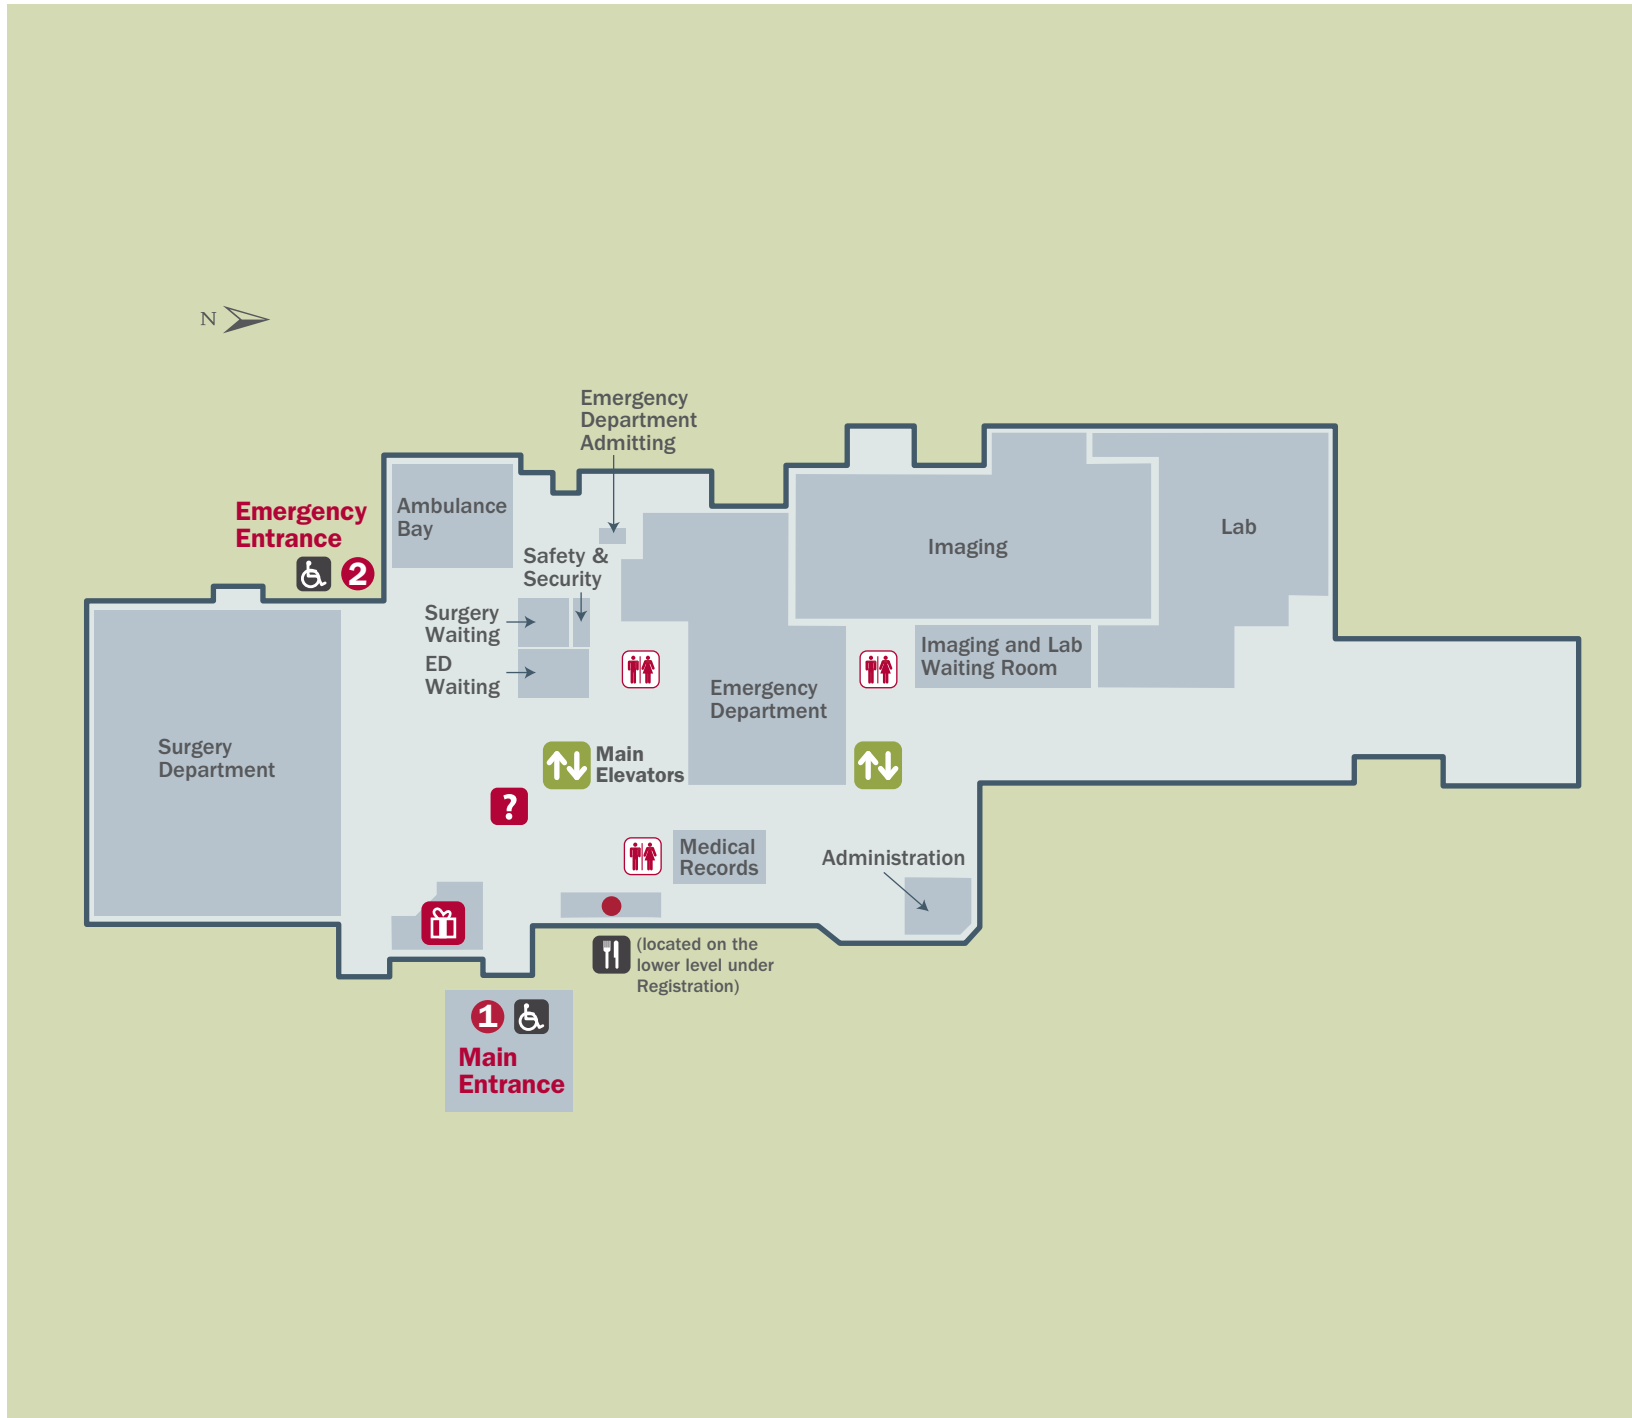 N
Emergency
Department
Admitting
Ambulance
Bay
Emergency
Entrance
2
Safety &
Security
Surgery
Waiting
ED
Waiting
Imaging
Lab
Imaging and Lab
Waiting Room
Emergency
Department
Surgery
Department
Main
Elevators
?
Medical
Records
Administration
(located on the
lower level under
Registration)
1
Main
Entrance